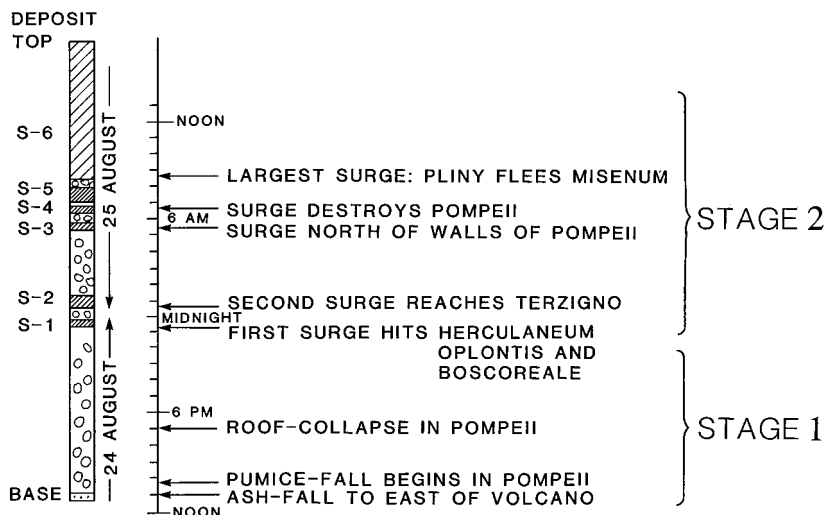 DEPOSIT
TOP
S-6
S-5
S-4
S-3
S-2
S-1
BASE
25 AUGUST
24 AUGUST
NOON
6 AM
MIDNIGHT
6 PM
NOON
LARGEST SURGE: PLINY FLEES MISENUM
SURGE DESTROYS POMPEII
SURGE NORTH OF WALLS OF POMPEII
SECOND SURGE REACHES TERZIGNO
FIRST SURGE HITS HERCULANEUM
OPLONTIS AND
BOSCOREALE
ROOF-COLLAPSE IN POMPEII
PUMICE-FALL BEGINS IN POMPEII
ASH-FALL TO EAST OF VOLCANO
STAGE 2
STAGE 1